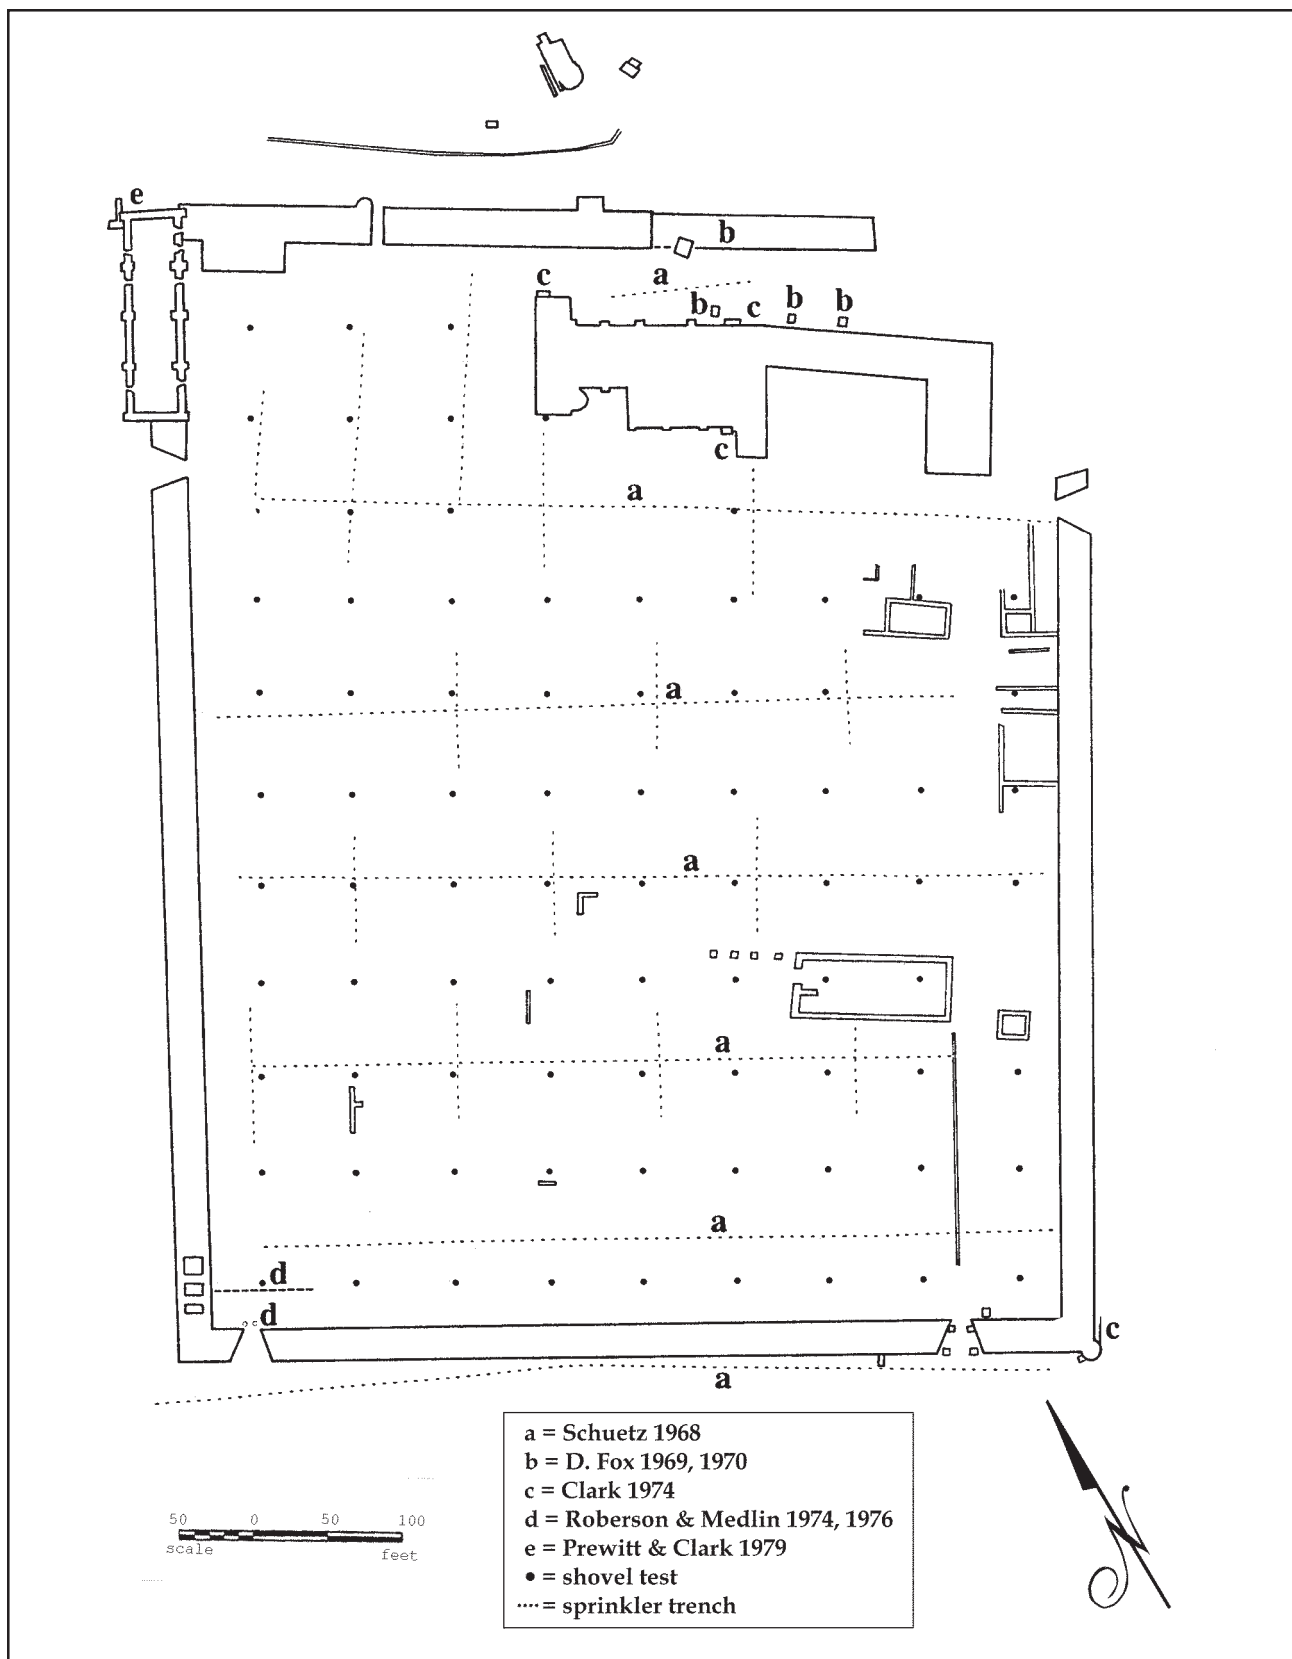 e
b
a
c
b
c
b
b
c
a
a
a
a
a
d
d
c
a
a = Schuetz 1968
b = D. Fox 1969, 1970
c = Clark 1974
d = Roberson & Medlin 1974, 1976
e = Prewitt & Clark 1979
• = shovel test
···· = sprinkler trench
50 0 50 100
scale feet